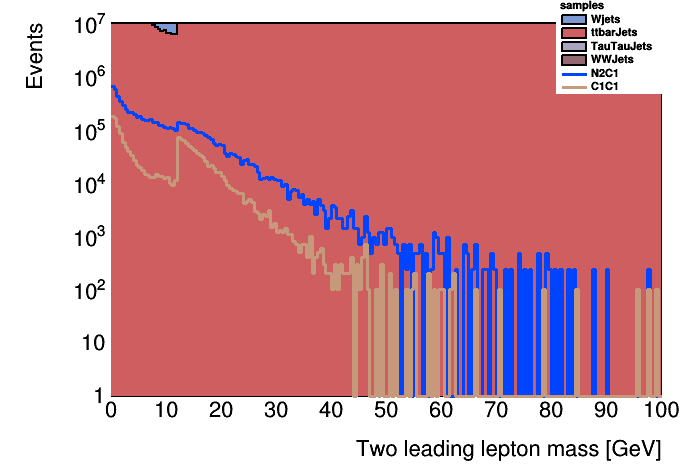 samples
Wjets
ttbarJets
TauTauJets
WWJets
N2C1
C1C1
Events
10^7
10^6
10^5
10^4
10^3
10^2
10
1
0 10 20 30 40 50 60 70 80 90 100
Two leading lepton mass [GeV]